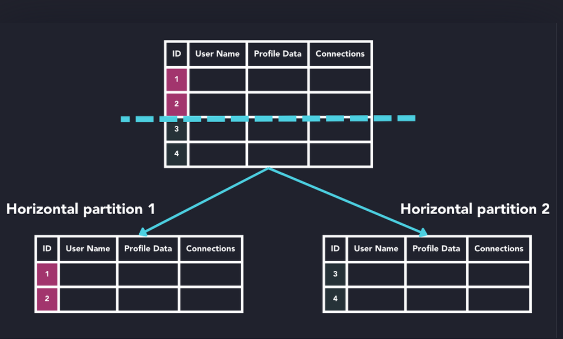 ID User Name Profile Data Connections
1
2
3
4
Horizontal partition 1
Horizontal partition 2
ID User Name Profile Data Connections
1
2
ID User Name Profile Data Connections
3
4